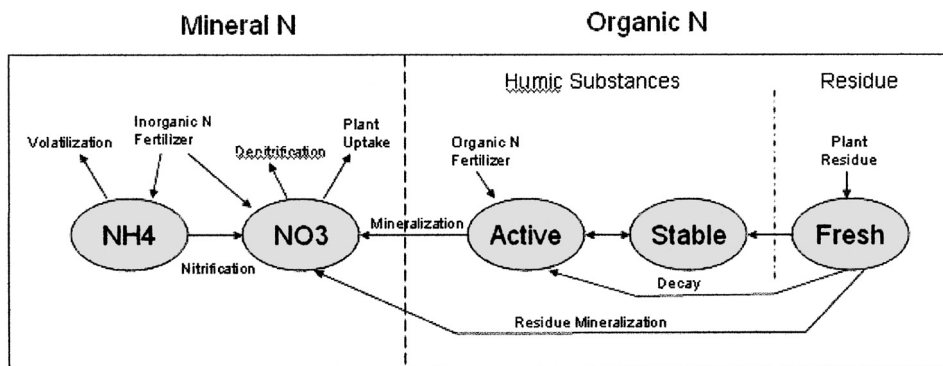 Mineral N
Organic N
Humic Substances
Residue
Volatilization
Inorganic N
Fertilizer
Denitrification
Plant
Uptake
Organic N
Fertilizer
Plant
Residue
NH4
NO3
Mineralization
Active
Stable
Fresh
Nitrification
Decay
Residue Mineralization